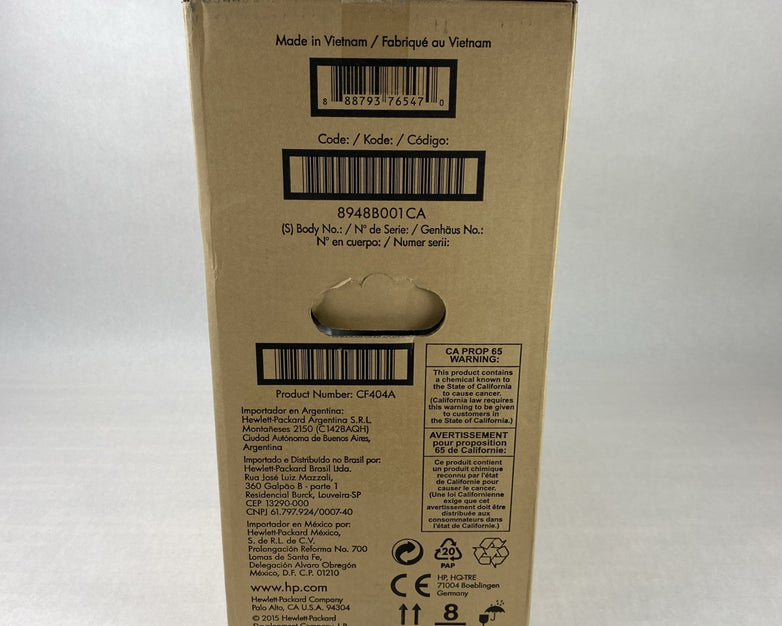 Made in Vietnam / Fabriqué au Vietnam
8 88793 76547 0
Code: / Kode: / Código:
8948B001CA
(S) Body No.: / Nº de Serie: / Genhäus No.:
Nº en cuerpo: / Numer serii:
Product Number: CF404A
Importador en Argentina:
Hewlett-Packard Argentina S.R.L.
Montañeses 2150 (C1428AQH)
Ciudad Autónoma de Buenos Aires,
Argentina
Importado e Distribuído no Brasil por:
Hewlett-Packard Brasil Ltda.
Rua José Luiz Mazzali,
360 Galpão B - parte 1
Residencial Burck, Louveira-SP
CEP 13290-000
CNPJ 61.797.924/0007-40
Importador en México por:
Hewlett-Packard México,
S. de R.L. de C.V.
Prolongación Reforma No. 700
Lomas de Santa Fe,
Delegación Alvaro Obregón
México, D.F. C.P. 01210
www.hp.com
Hewlett-Packard Company
Palo Alto, CA U.S.A. 94304
© 2015 Hewlett-Packard
Development Company, L.P.
CA PROP 65
WARNING:
This product contains
a chemical known to
the State of California
to cause cancer.
(California law requires
this warning to be given
to customers in
the State of California.)
AVERTISSEMENT
pour proposition
65 de Californie:
Ce produit contient
un produit chimique
reconnu par l'état
de Californie pour
causer le cancer.
(Une loi Californienne
exige que cet
avertissement doit être
distribuée aux
consommateurs dans
l'état de Californie.)
20
PAP
CE
HP, HQ-TRE
71004 Boeblingen
Germany
8